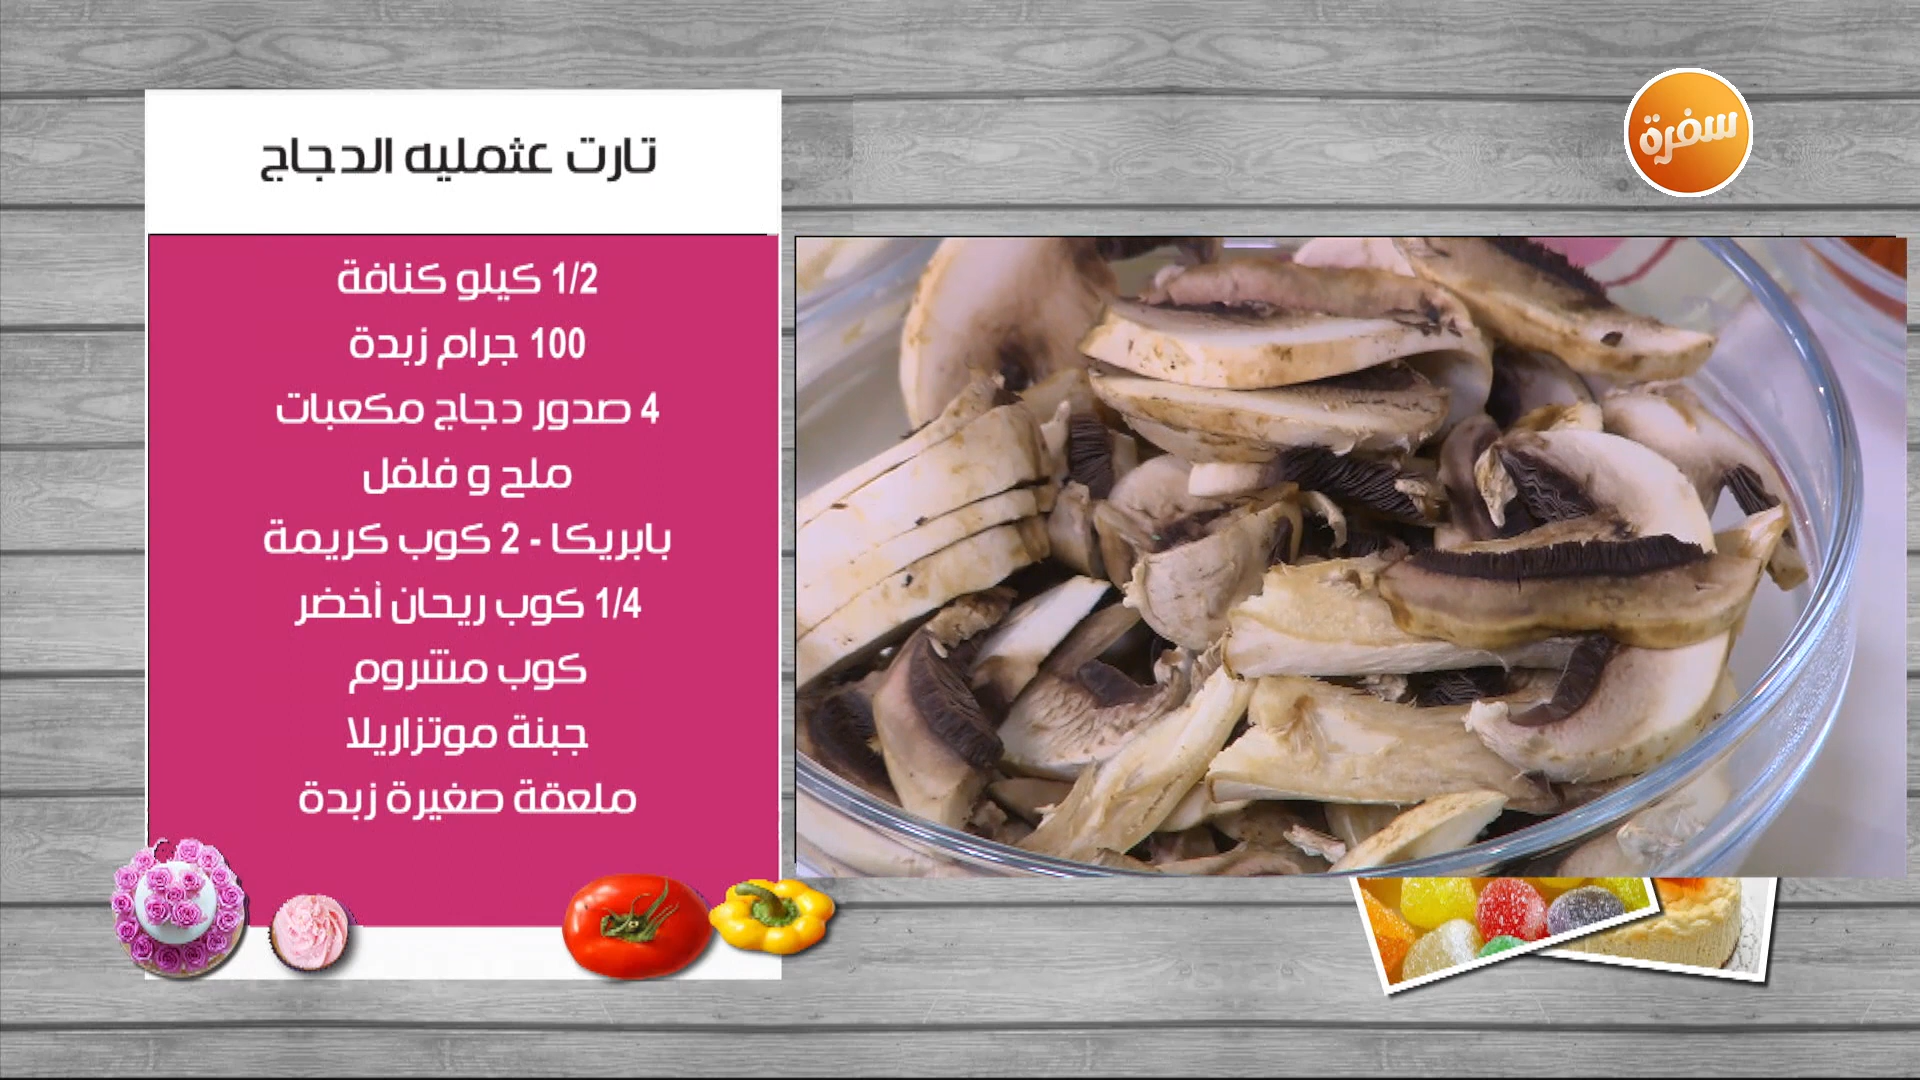 سفرة
تارت عثمليه الدجاج
1/2 كيلو كنافة
100 جرام زبدة
4 صدور دجاج مكعبات
ملح و فلفل
بابريكا - 2 كوب كريمة
1/4 كوب ريحان أخضر
كوب مشروم
جبنة موتزاريلا
ملعقة صغيرة زبدة